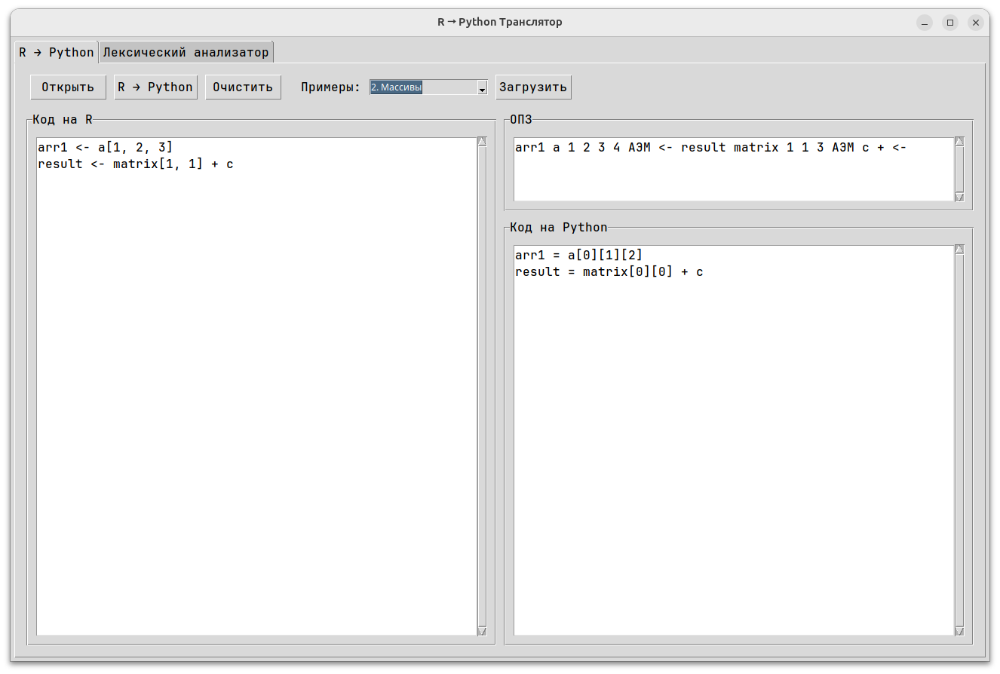 R → Python Транслятор
R → Python Лексический анализатор
Открыть R → Python Очистить Примеры: 2. Массивы Загрузить
Код на R
arr1 <- a[1, 2, 3]
result <- matrix[1, 1] + c
ОПЗ
arr1 a 1 2 3 4 АЭМ <- result matrix 1 1 3 АЭМ c + <-
Код на Python
arr1 = a[0][1][2]
result = matrix[0][0] + c